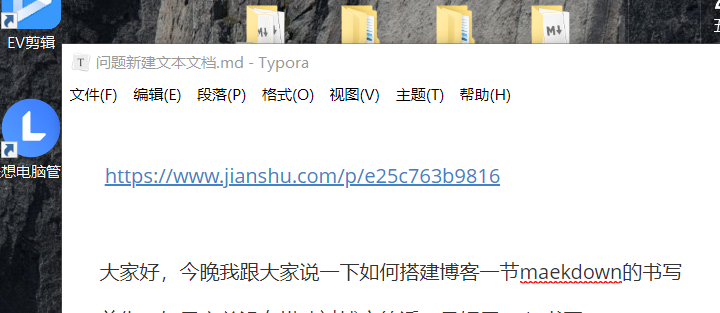 EV剪辑
想电脑管
问题新建文本文档.md - Typora
文件(F) 编辑(E) 段落(P) 格式(O) 视图(V) 主题(T) 帮助(H)
https://www.jianshu.com/p/e25c763b9816
大家好，今晚我跟大家说一下如何搭建博客一节maekdown的书写